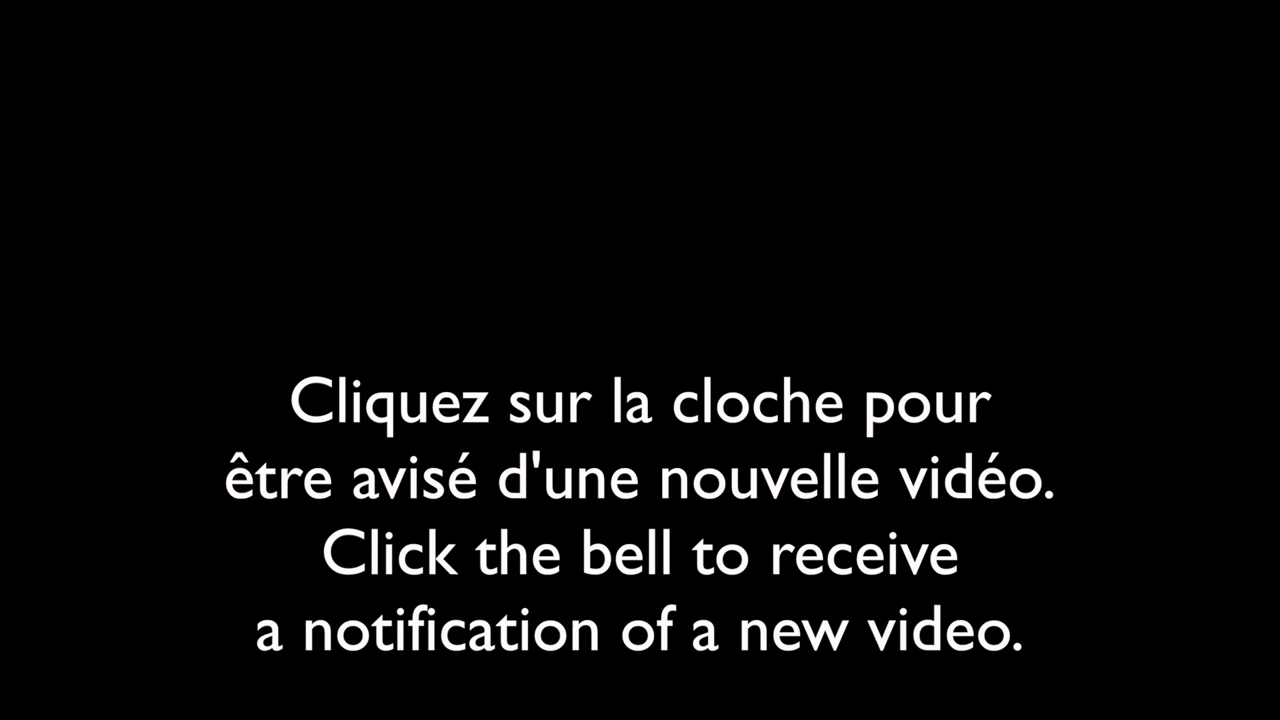 Cliquez sur la cloche pour
être avisé d'une nouvelle vidéo.
Click the bell to receive
a notification of a new video.